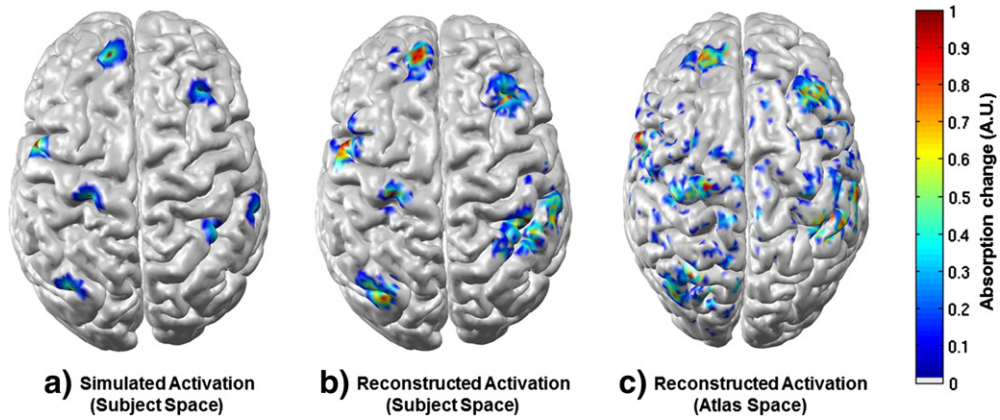 1
0.9
0.8
0.7
0.6
0.5
0.4
0.3
0.2
0.1
0
Absorption change (A.U.)
a) Simulated Activation
(Subject Space)
b) Reconstructed Activation
(Subject Space)
c) Reconstructed Activation
(Atlas Space)